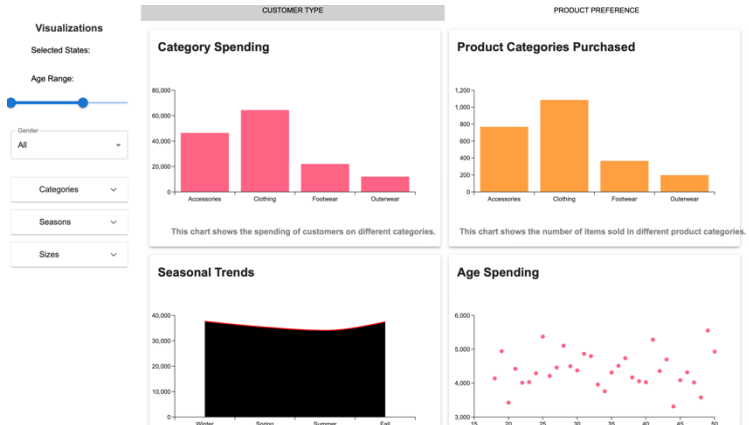 CUSTOMER TYPE
PRODUCT PREFERENCE
Visualizations
Selected States:
Age Range:
Gender
All
Categories
Seasons
Sizes
Category Spending
80,000
60,000
40,000
20,000
0
Accessories Clothing Footwear Outerwear
This chart shows the spending of customers on different categories.
Product Categories Purchased
1,200
1,000
800
600
400
200
0
Accessories Clothing Footwear Outerwear
This chart shows the number of items sold in different product categories.
Seasonal Trends
40,000
30,000
20,000
10,000
0
Winter Spring Summer Fall
Age Spending
6,000
5,000
4,000
3,000
15 20 25 30 35 40 45 50